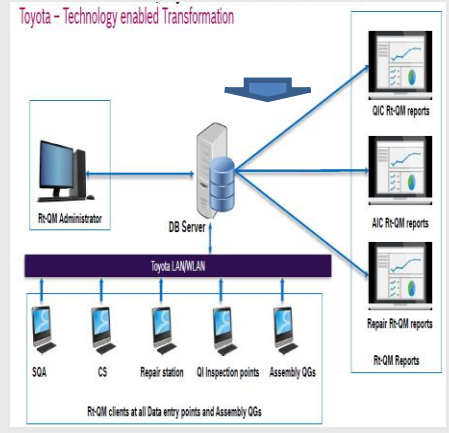 Toyota – Technology enabled Transformation
QIC Rt-QM reports
Rt-QM Administrator
DB Server
AIC Rt-QM reports
Toyota LAN/WLAN
Repair Rt-QM reports
Rt-QM Reports
SQA
CS
Repair station
QI Inspection points
Assembly QGs
Rt-QM clients at all Data entry points and Assembly QGs